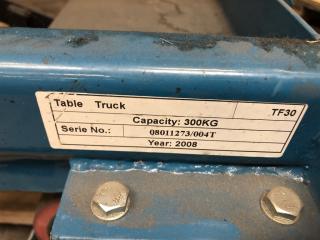 Table Truck TF30
Capacity: 300KG
Serie No.: 08011273/004T
Year: 2008